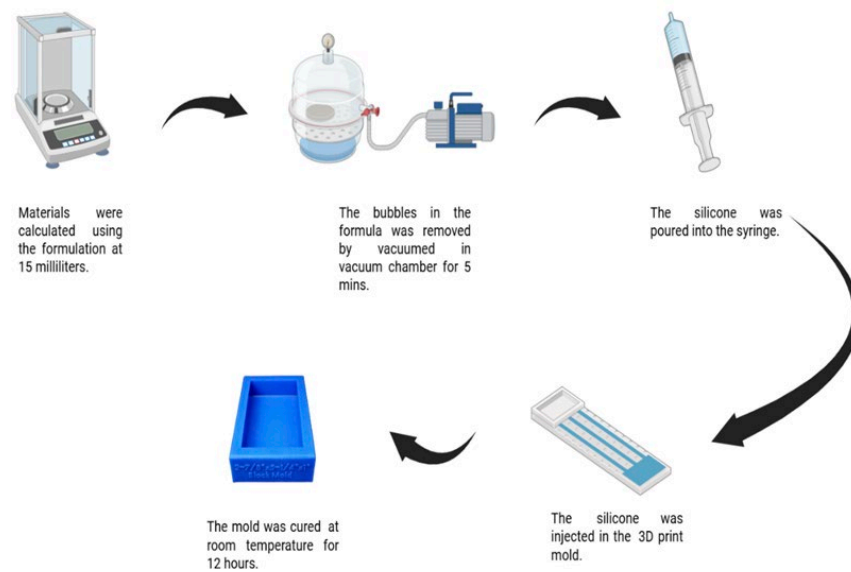 Materials were
calculated using
the formulation at
15 milliliters.
The bubbles in the
formula was removed
by vacuumed in
vacuum chamber for 5
mins.
The silicone was
poured into the syringe.
The mold was cured at
room temperature for
12 hours.
The silicone was
injected in the 3D print
mold.